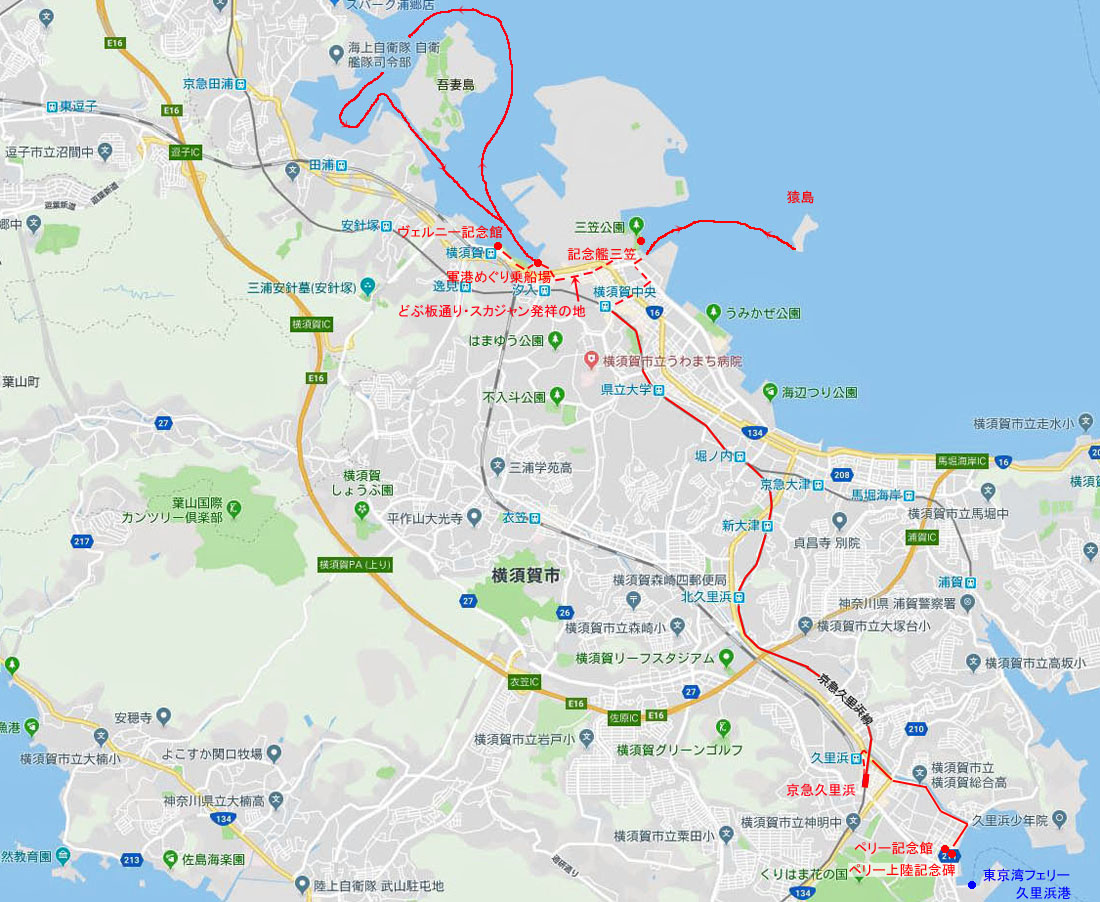 スパーク浦郷店
E16
海上自衛隊 自衛
艦隊司令部
京急田浦
吾妻島
東逗子
E16
逗子IC
逗子市立沼間中
田浦
逗葉新道
逗葉新道
郷中
安針塚
ヴェルニー記念館
横須賀
三笠公園
猿島
記念艦三笠
軍港めぐり乗船場
逸見
汐入
横須賀中央
三浦安針墓(安針塚)
どぶ板通り・スカジャン発祥の地
16
うみかぜ公園
横須賀IC
はまゆう公園
横須賀市立うわまち病院
E16
葉山町
県立大学
不入斗公園
海辺つり公園
27
134
横須賀市立走水小
堀ノ内
馬堀海岸IC
16
三浦学苑高
208
京急大津
馬堀海岸
横須賀
しょうぶ園
葉山国際
カンツリー倶楽部
平作山大光寺
衣笠
新大津
横須賀市立馬堀中
浦賀IC
貞昌寺 別院
217
横須賀PA (上り)
横須賀市
横須賀森崎四郵便局
北久里浜
浦賀
27
26
神奈川県 浦賀警察署
横須賀市立森崎小
横須賀市立大塚台小
横須賀リーフスタジアム
横須賀市立高坂小
衣笠IC
E16
27
佐原IC
E16
京急久里浜線
安穏寺
漁港
横須賀市立大楠小
よこすか関口牧場
横須賀市立岩戸小
横須賀グリーンゴルフ
210
久里浜
横須賀市立
横須賀総合高
京急久里浜
神奈川県立大楠高
134
横須賀市立粟田小
横須賀市立神明中
久里浜少年院
ペリー記念館
然教育園
213
佐島海楽園
陸上自衛隊 武山駐屯地
くりはま花の国
ペリー上陸記念碑
134
東京湾フェリー
久里浜港